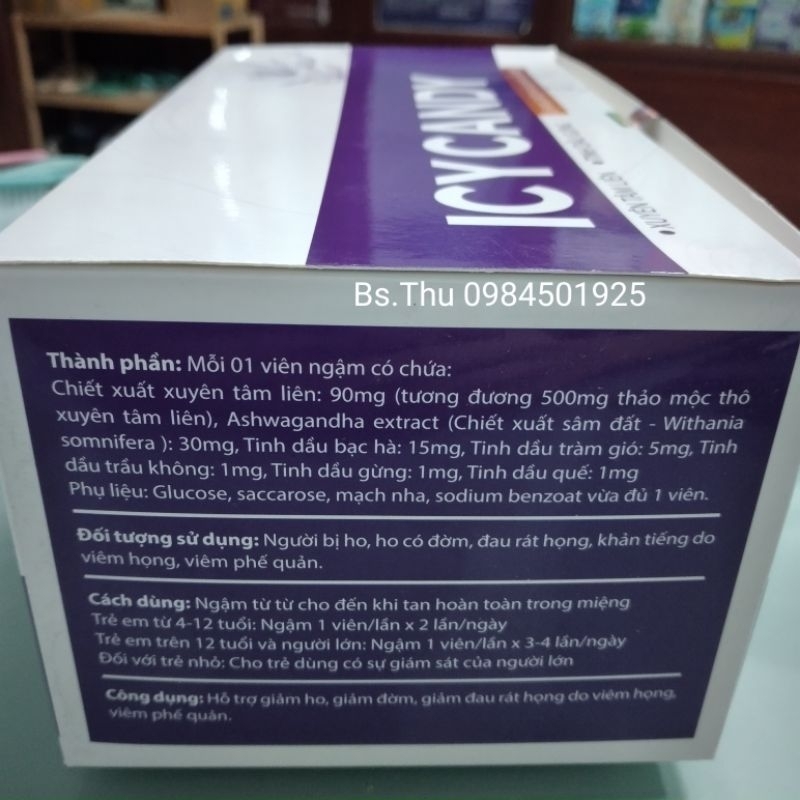 ICYCANDY
XUYÊN TÂM LIÊN
Bs.Thu 0984501925
Thành phần: Mỗi 01 viên ngậm có chứa:
Chiết xuất xuyên tâm liên: 90mg (tương đương 500mg thảo mộc thô
xuyên tâm liên), Ashwagandha extract (Chiết xuất sâm đất - Withania
somnifera ): 30mg, Tinh dầu bạc hà: 15mg, Tinh dầu tràm gió: 5mg, Tinh
dầu trầu không: 1mg, Tinh dầu gừng: 1mg, Tinh dầu quế: 1mg
Phụ liệu: Glucose, saccarose, mạch nha, sodium benzoat vừa đủ 1 viên.
Đối tượng sử dụng: Người bị ho, ho có đờm, đau rát họng, khản tiếng do
viêm họng, viêm phế quản.
Cách dùng: Ngậm từ từ cho đến khi tan hoàn toàn trong miệng
Trẻ em từ 4-12 tuổi: Ngậm 1 viên/lần x 2 lần/ngày
Trẻ em trên 12 tuổi và người lớn: Ngậm 1 viên/lần x 3-4 lần/ngày
Đối với trẻ nhỏ: Cho trẻ dùng có sự giám sát của người lớn
Công dụng: Hỗ trợ giảm ho, giảm đờm, giảm đau rát họng do viêm họng,
viêm phế quản.